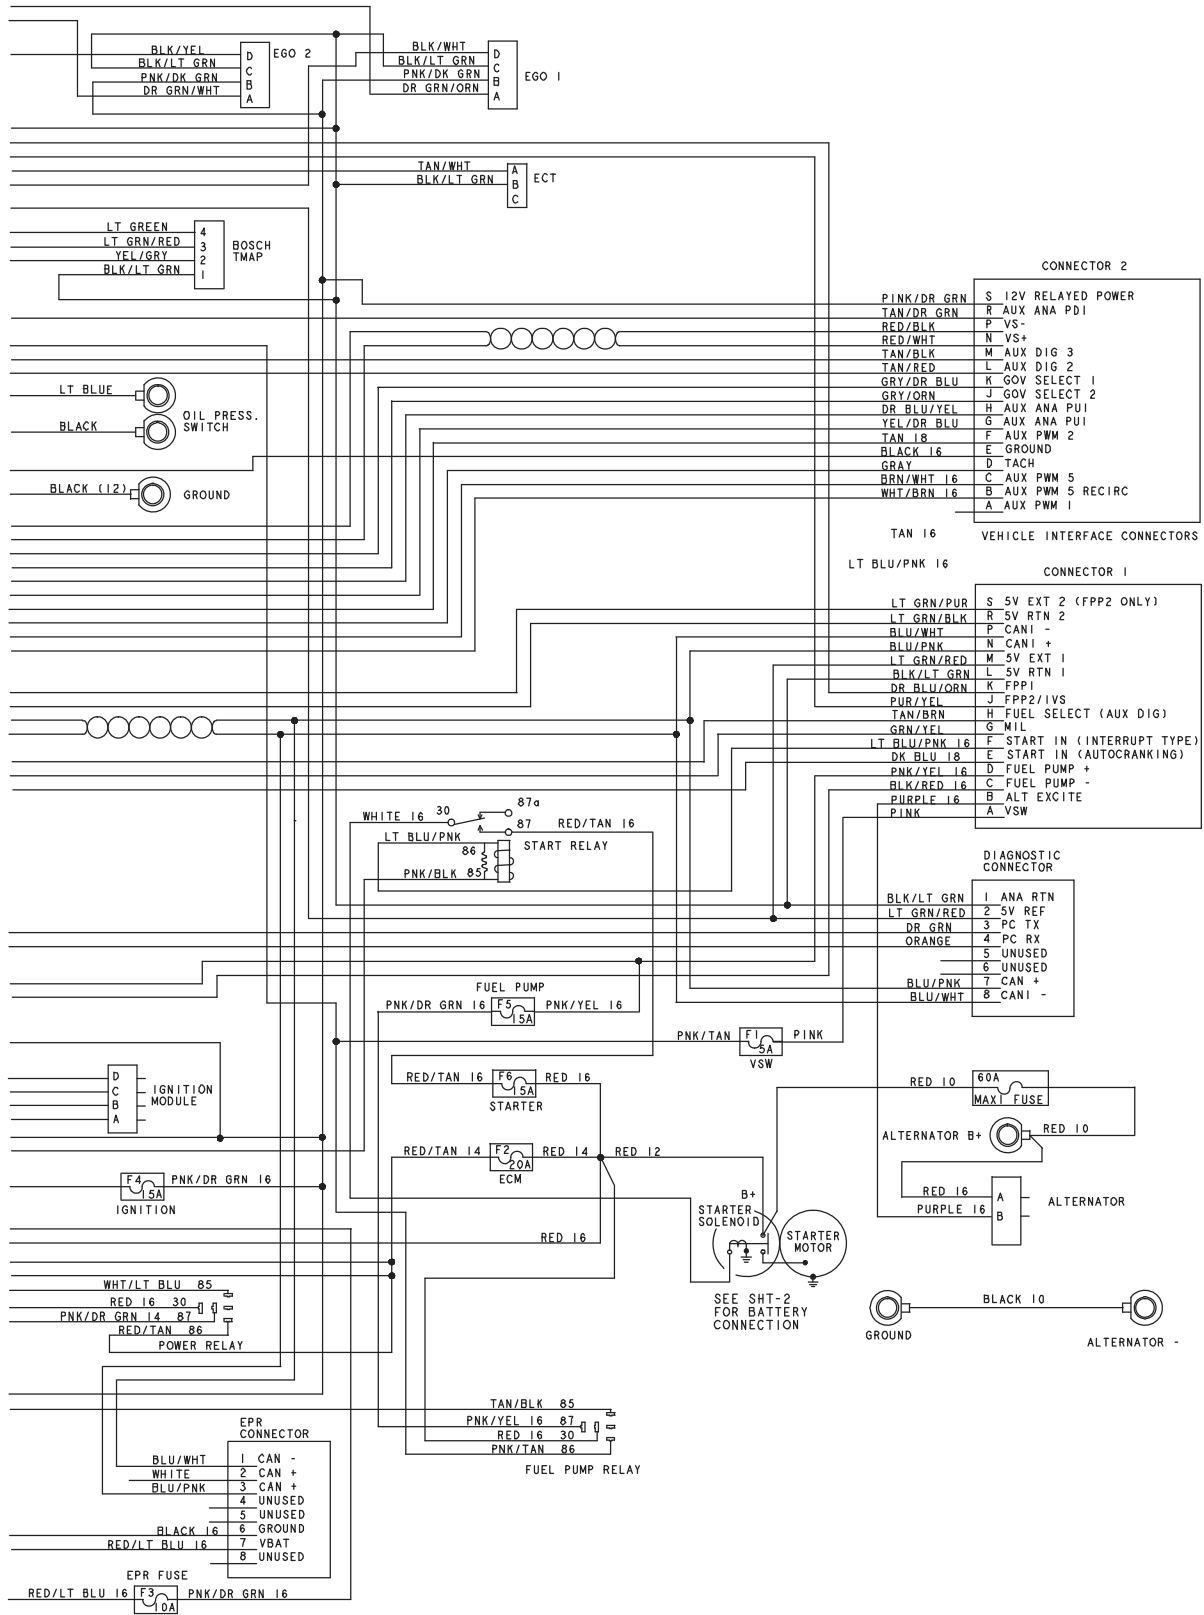 BLK/YEL
BLK/LT GRN
PNK/DK GRN
DR GRN/WHT
D
C
B
A
EGO 2
BLK/WHT
BLK/LT GRN
PNK/DK GRN
DR GRN/ORN
D
C
B
A
EGO 1
TAN/WHT
BLK/LT GRN
A
B
C
ECT
LT GREEN
LT GRN/RED
YEL/GRY
BLK/LT GRN
4
3
2
1
BOSCH
TMAP
CONNECTOR 2
PINK/DR GRN S 12V RELAYED POWER
TAN/DR GRN R AUX ANA PD1
RED/BLK P VS-
RED/WHT N VS+
TAN/BLK M AUX DIG 3
TAN/RED L AUX DIG 2
GRY/DR BLU K GOV SELECT 1
GRY/ORN J GOV SELECT 2
DR BLU/YEL H AUX ANA PU1
YEL/DR BLU G AUX ANA PU1
TAN 18 F AUX PWM 2
BLACK 16 E GROUND
GRAY D TACH
BRN/WHT 16 C AUX PWM 5
WHT/BRN 16 B AUX PWM 5 RECIRC
A AUX PWM 1
TAN 16
VEHICLE INTERFACE CONNECTORS
LT BLU/PNK 16
LT BLUE
BLACK
OIL PRESS.
SWITCH
BLACK (12)
GROUND
CONNECTOR 1
LT GRN/PUR S 5V EXT 2 (FPP2 ONLY)
LT GRN/BLK R 5V RTN 2
BLU/WHT P CAN1 -
BLU/PNK N CAN1 +
LT GRN/RED M 5V EXT 1
BLK/LT GRN L 5V RTN 1
DR BLU/ORN K FPP1
PUR/YEL J FPP2/IVS
TAN/BRN H FUEL SELECT (AUX DIG)
GRN/YEL G MIL
LT BLU/PNK 16 F START IN (INTERRUPT TYPE)
DK BLU 18 E START IN (AUTOCRANKING)
PNK/YEL 16 D FUEL PUMP +
BLK/RED 16 C FUEL PUMP -
PURPLE 16 B ALT EXCITE
PINK A VSW
WHITE 16
30
87a
87
RED/TAN 16
LT BLU/PNK
START RELAY
86
PNK/BLK
85
DIAGNOSTIC
CONNECTOR
BLK/LT GRN 1 ANA RTN
LT GRN/RED 2 5V REF
DR GRN 3 PC TX
ORANGE 4 PC RX
5 UNUSED
6 UNUSED
BLU/PNK 7 CAN +
BLU/WHT 8 CAN1 -
FUEL PUMP
PNK/DR GRN 16 F5 15A PNK/YEL 16
PNK/TAN F1 5A PINK
VSW
RED/TAN 16 F6 15A RED 16
STARTER
RED 10
60A
MAXI FUSE
ALTERNATOR B+
RED 10
D
C
B
A
IGNITION
MODULE
RED/TAN 14 F2 20A RED 14 RED 12
ECM
F4 15A PNK/DR GRN 16
IGNITION
B+
STARTER
SOLENOID
RED 16 A
PURPLE 16 B
ALTERNATOR
RED 16
STARTER
MOTOR
WHT/LT BLU 85
RED 16 30
PNK/DR GRN 14 87
RED/TAN 86
POWER RELAY
SEE SHT-2
FOR BATTERY
CONNECTION
GROUND
BLACK 10
ALTERNATOR -
TAN/BLK 85
PNK/YEL 16 87
RED 16 30
PNK/TAN 86
FUEL PUMP RELAY
EPR
CONNECTOR
BLU/WHT 1 CAN -
WHITE 2 CAN +
BLU/PNK 3 CAN +
4 UNUSED
5 UNUSED
BLACK 16 6 GROUND
RED/LT BLU 16 7 VBAT
8 UNUSED
EPR FUSE
RED/LT BLU 16 F3 10A PNK/DR GRN 16